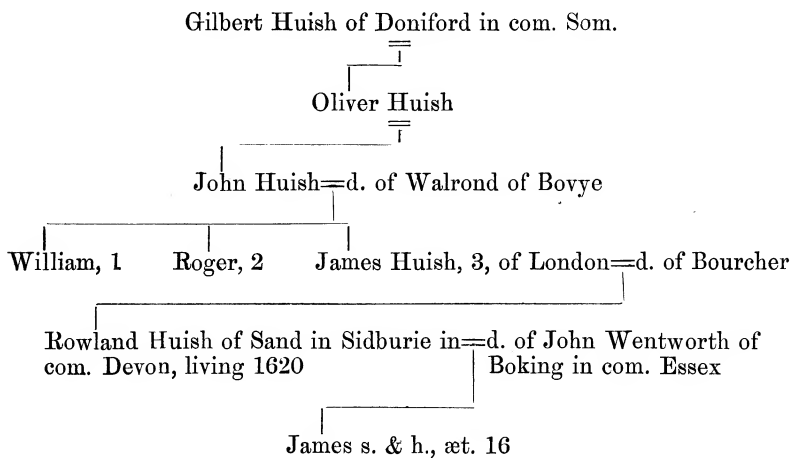 Gilbert Huish of Doniford in com. Som.
Oliver Huish
John Huish=d. of Walrond of Bovye
William, 1 Roger, 2 James Huish, 3, of London=d. of Bourcher
Rowland Huish of Sand in Sidburie in=d. of John Wentworth of
com. Devon, living 1620 Boking in com. Essex
James s. & h., æt. 16